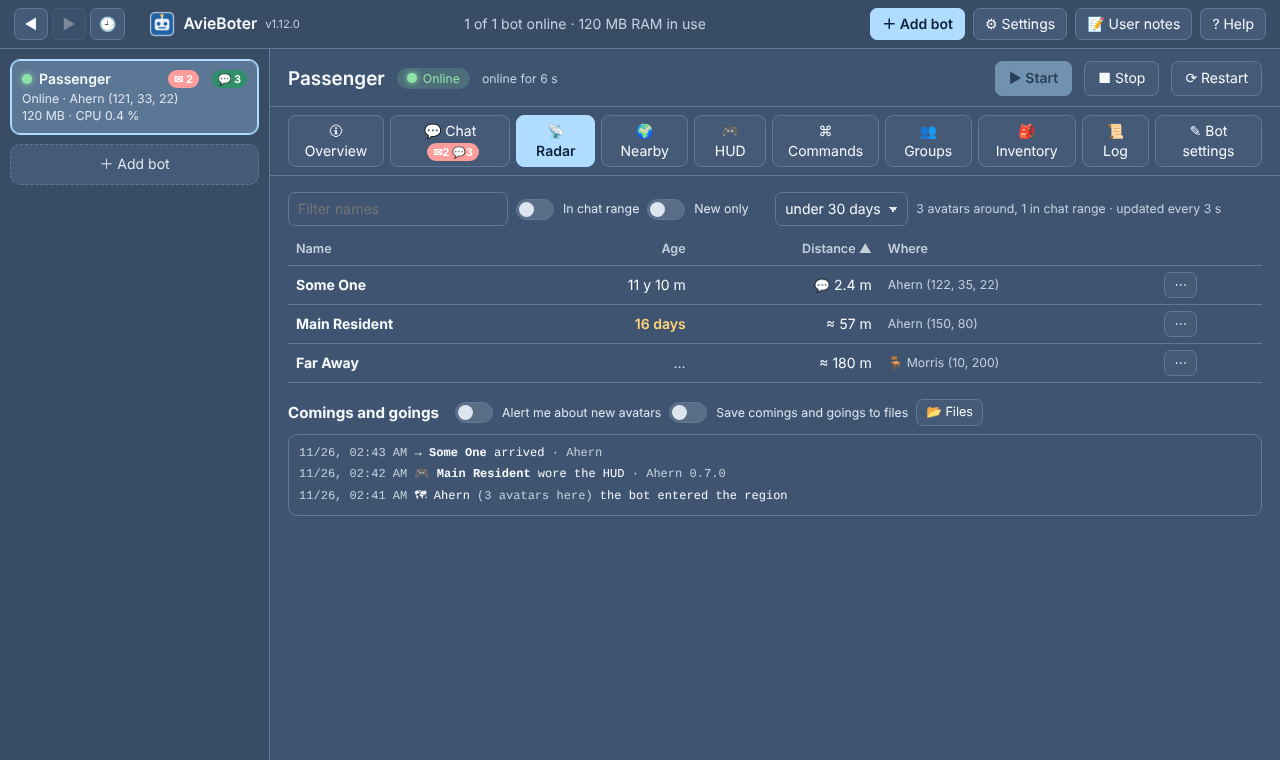 AvieBoter v1.12.0
1 of 1 bot online · 120 MB RAM in use
+ Add bot
Settings
User notes
? Help
Passenger 2 3
Online · Ahern (121, 33, 22)
120 MB · CPU 0.4 %
+ Add bot
Passenger
Online
online for 6 s
Start
Stop
Restart
Overview
Chat
2 3
Radar
Nearby
HUD
Commands
Groups
Inventory
Log
Bot
settings
Filter names
In chat range
New only
under 30 days
3 avatars around, 1 in chat range · updated every 3 s
Name Age Distance ▲ Where
Some One 11 y 10 m 2.4 m Ahern (122, 35, 22) ...
Main Resident 16 days ≈ 57 m Ahern (150, 80) ...
Far Away ... ≈ 180 m Morris (10, 200) ...
Comings and goings
Alert me about new avatars
Save comings and goings to files
Files
11/26, 02:43 AM → Some One arrived · Ahern
11/26, 02:42 AM Main Resident wore the HUD · Ahern 0.7.0
11/26, 02:41 AM Ahern (3 avatars here) the bot entered the region